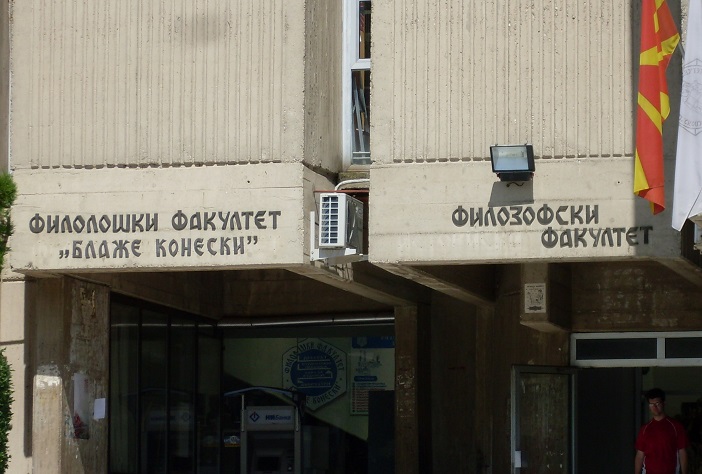 ФИЛОЛОШКИ ФАКУЛТЕТ
„БЛАЖЕ КОНЕСКИ”
ФИЛОЗОФСКИ
ФАКУЛТЕТ